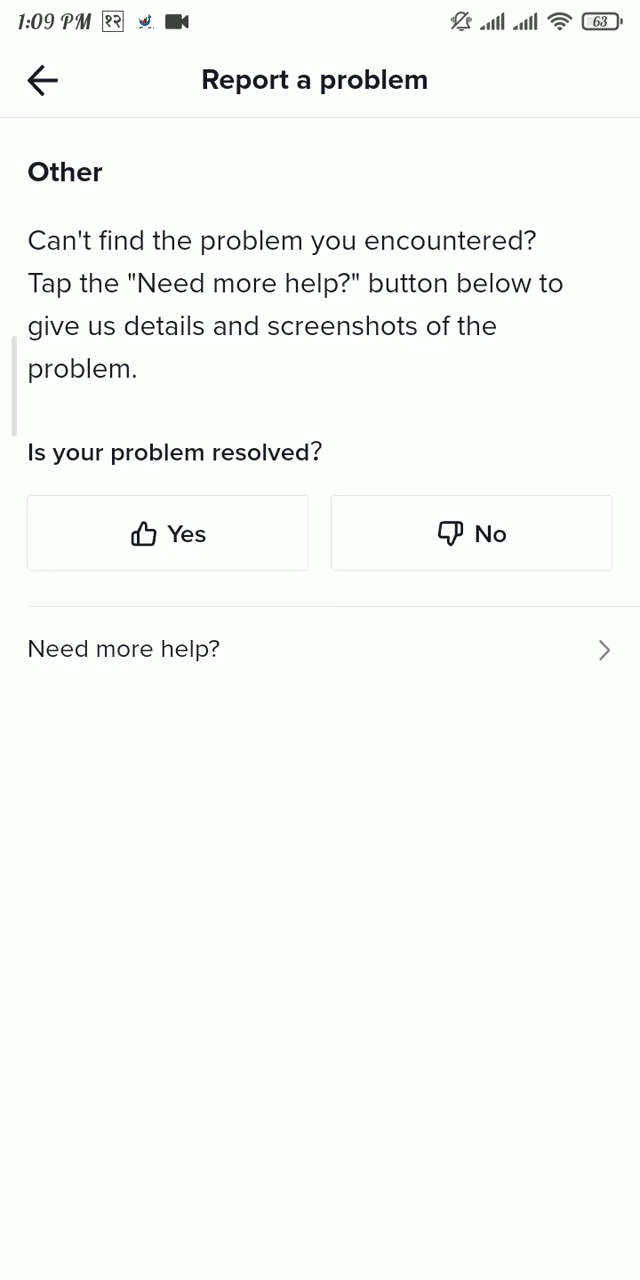 1:09 PM १२ 63
Report a problem
Other
Can't find the problem you encountered?
Tap the "Need more help?" button below to
give us details and screenshots of the
problem.
Is your problem resolved?
Yes No
Need more help?